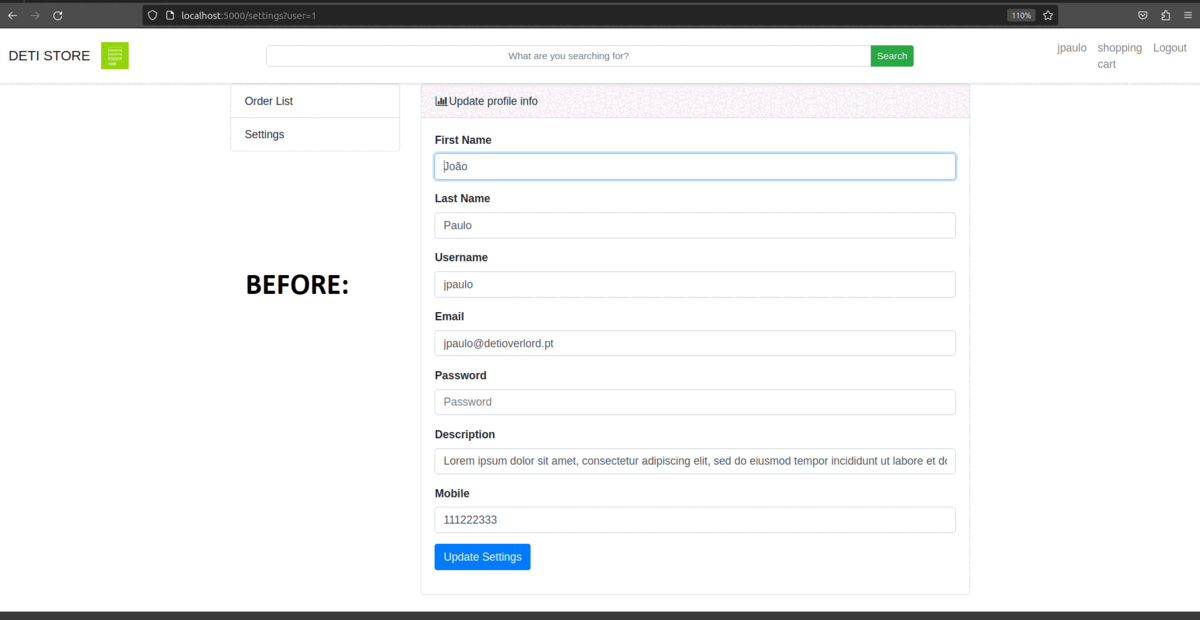 localhost:5000/settings?user=1
110%
DETI STORE
What are you searching for?
Search
jpaulo
shopping cart
Logout
Order List
Settings
BEFORE:
Update profile info
First Name
João
Last Name
Paulo
Username
jpaulo
Email
jpaulo@detioverlord.pt
Password
Password
Description
Lorem ipsum dolor sit amet, consectetur adipiscing elit, sed do eiusmod tempor incididunt ut labore et d
Mobile
111222333
Update Settings